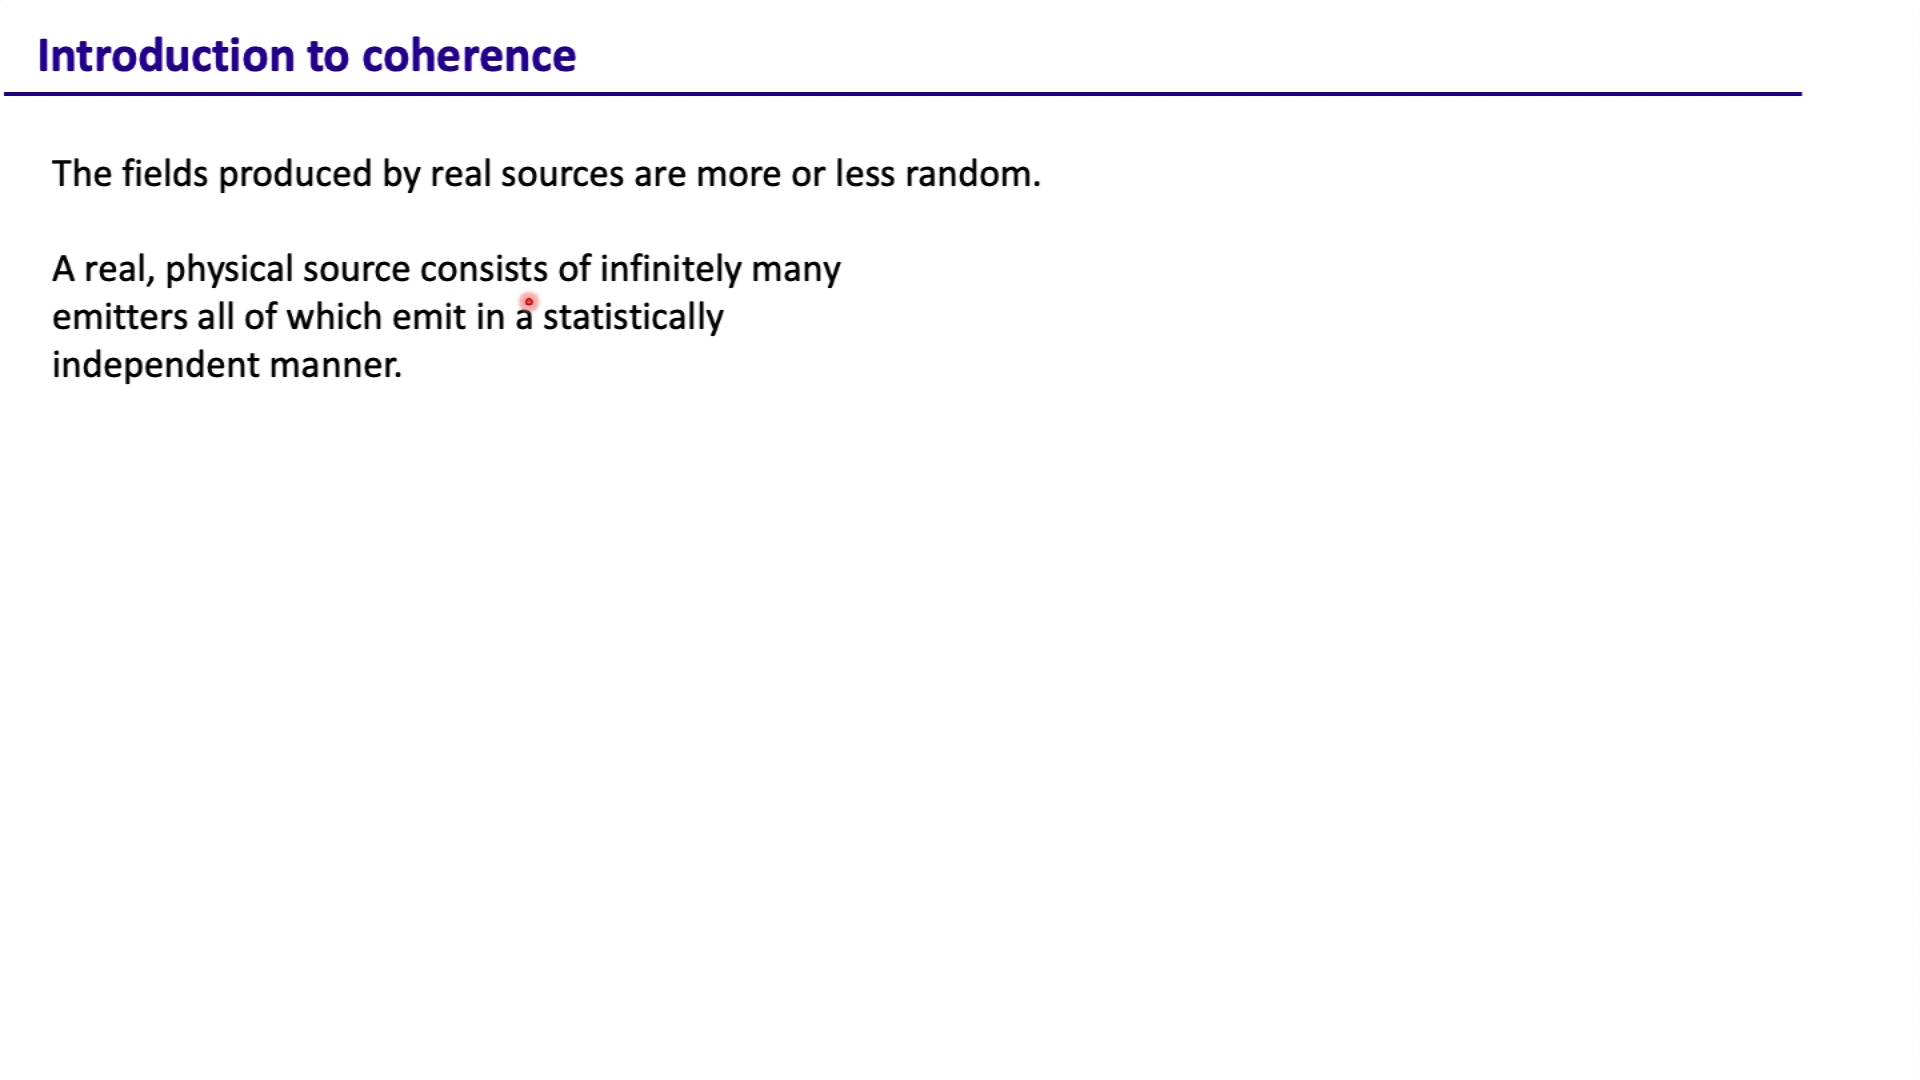 Introduction to coherence
The fields produced by real sources are more or less random.
A real, physical source consists of infinitely many
emitters all of which emit in a statistically
independent manner.